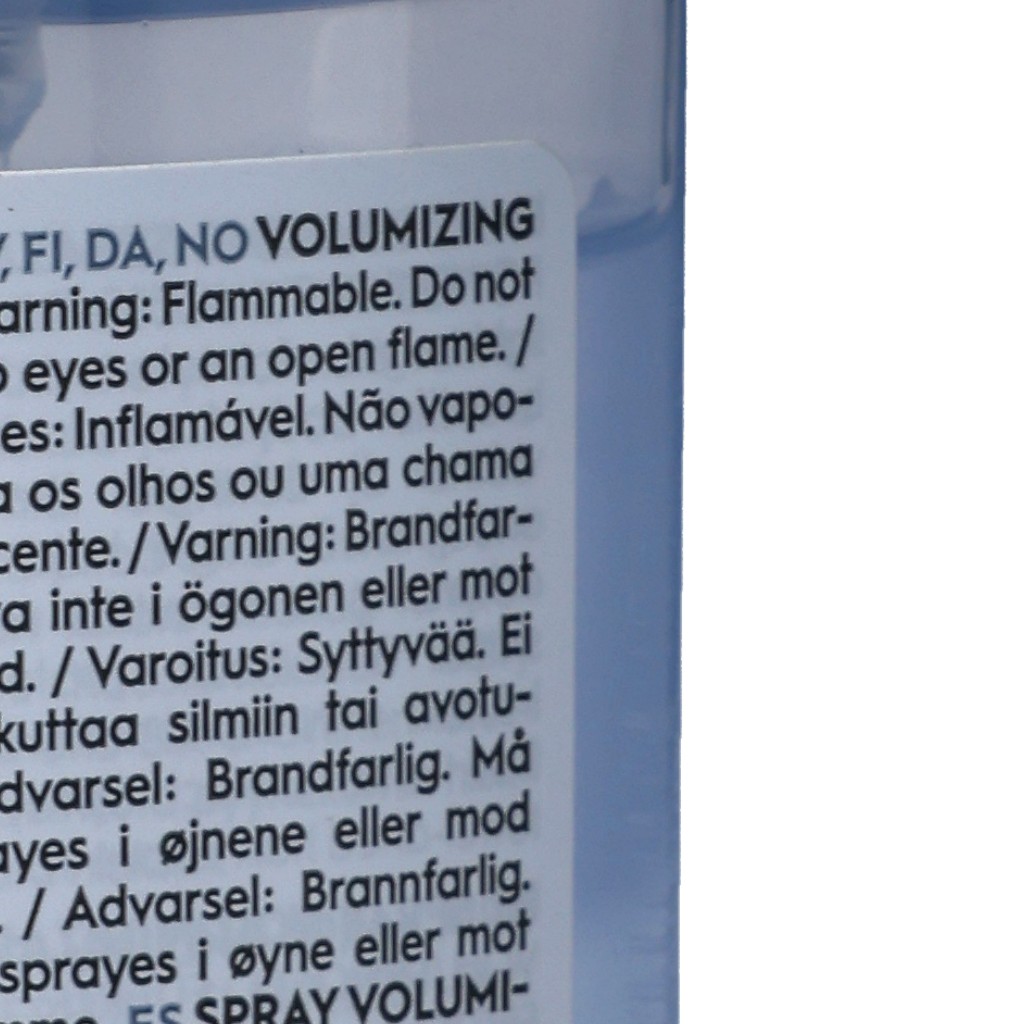 , FI, DA, NO VOLUMIZING
arning: Flammable. Do not
eyes or an open flame. /
es: Inflamável. Não vapo-
a os olhos ou uma chama
cente. / Varning: Brandfar-
a inte i ögonen eller mot
d. / Varoitus: Syttyvää. Ei
kuttaa silmiin tai avotu-
dvarsel: Brandfarlig. Må
ayes i øjnene eller mod
. / Advarsel: Brannfarlig.
sprayes i øyne eller mot
ES SPRAY VOLUMI-